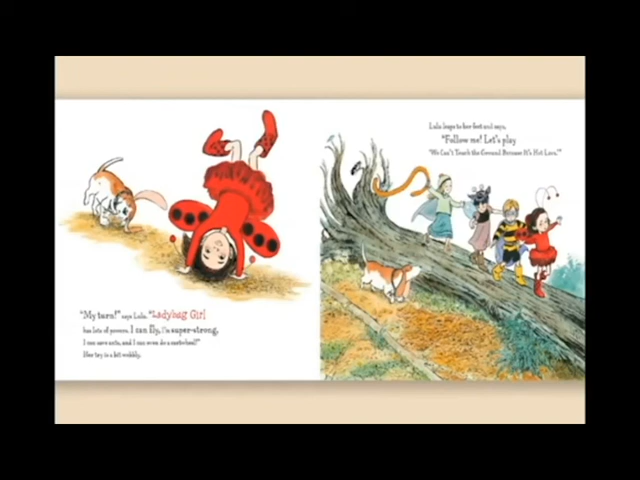 "My turn!" says Lulu. "Ladybug Girl
has lots of powers. I can fly, I'm super-strong,
I can save ants, and I can even do a cartwheel!"
Her try is a bit wobbly.
Lulu leaps to her feet and says,
"Follow me! Let's play
'We Can't Touch the Ground Because It's Hot Lava.'"